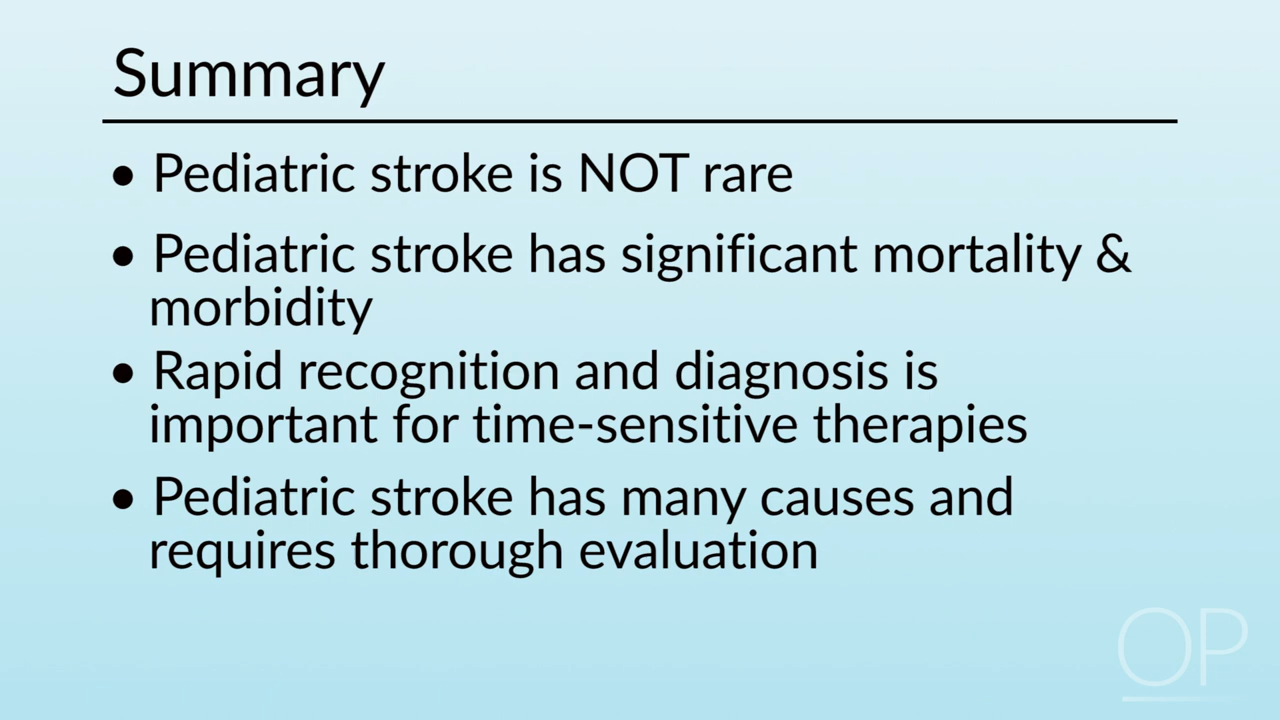 Summary
• Pediatric stroke is NOT rare
• Pediatric stroke has significant mortality &
morbidity
• Rapid recognition and diagnosis is
important for time-sensitive therapies
• Pediatric stroke has many causes and
requires thorough evaluation
OP